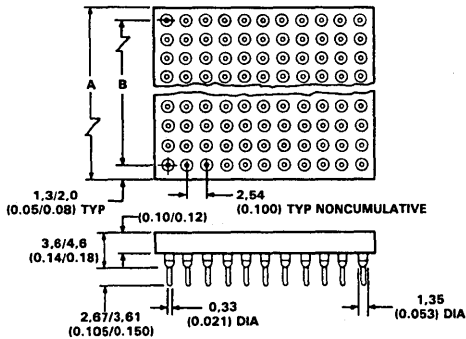 A
B
1,3/2,0
(0.05/0.08) TYP
2,54
(0.100) TYP NONCUMULATIVE
(0.10/0.12)
3,6/4,6
(0.14/0.18)
2,67/3,61
(0.105/0.150)
0,33
(0.021) DIA
1,35
(0.053) DIA